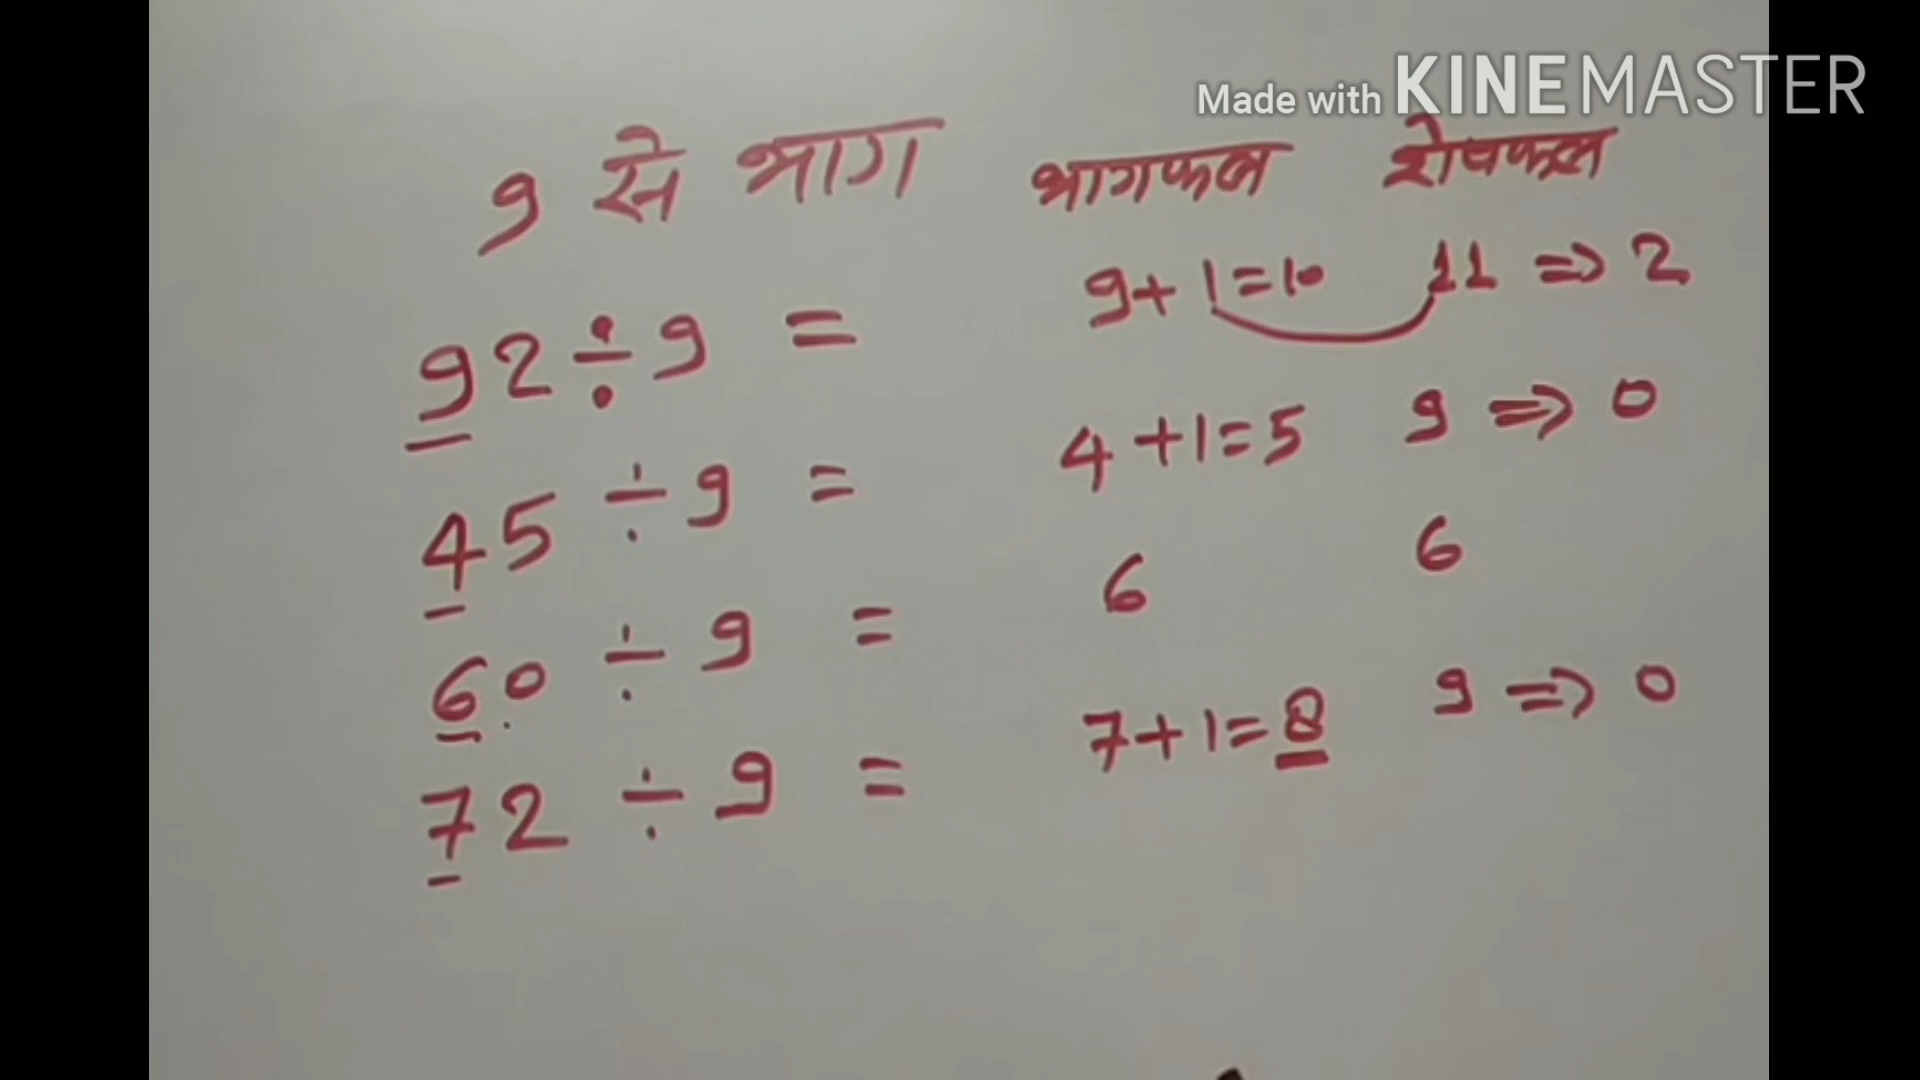 Made with KINEMASTER
9 से भाग भागफल शेषफल
92 ÷ 9 = 9+1=10 11 ⇒ 2
45 ÷ 9 = 4+1=5 9 ⇒ 0
60 ÷ 9 = 6 6
72 ÷ 9 = 7+1=8 9 ⇒ 0